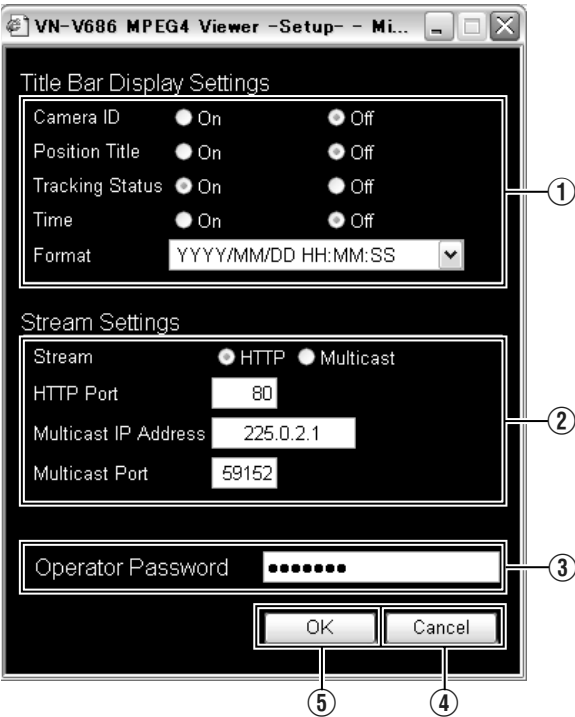 VN-V686 MPEG4 Viewer -Setup- - Mi...
Title Bar Display Settings
Camera ID On Off
Position Title On Off
Tracking Status On Off
①
Time On Off
Format YYYY/MM/DD HH:MM:SS
Stream Settings
Stream HTTP Multicast
HTTP Port 80
②
Multicast IP Address 225.0.2.1
Multicast Port 59152
Operator Password ●●●●●●● ③
OK Cancel
⑤ ④